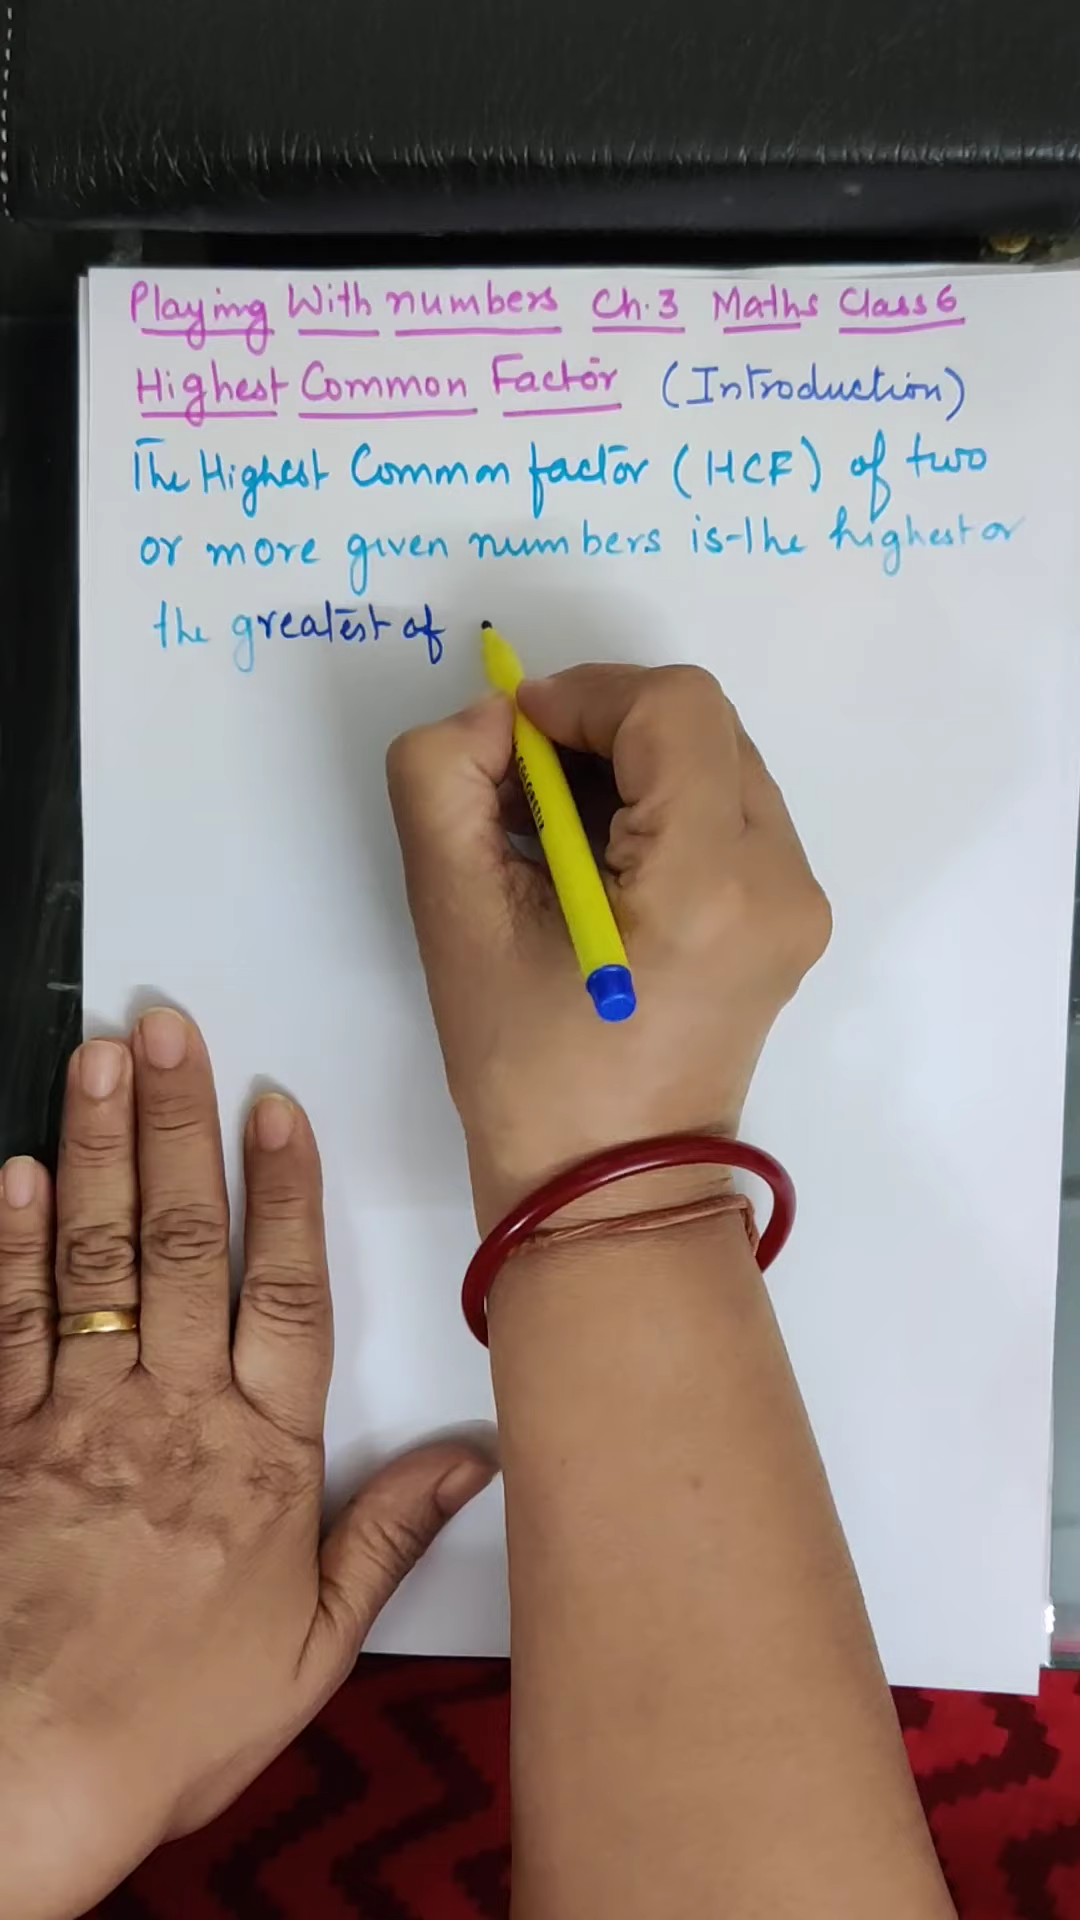 Playing With numbers Ch.3 Maths Class 6
Highest Common Factor (Introduction)
The Highest Common factor (HCF) of two
or more given numbers is the highest or
the greatest of